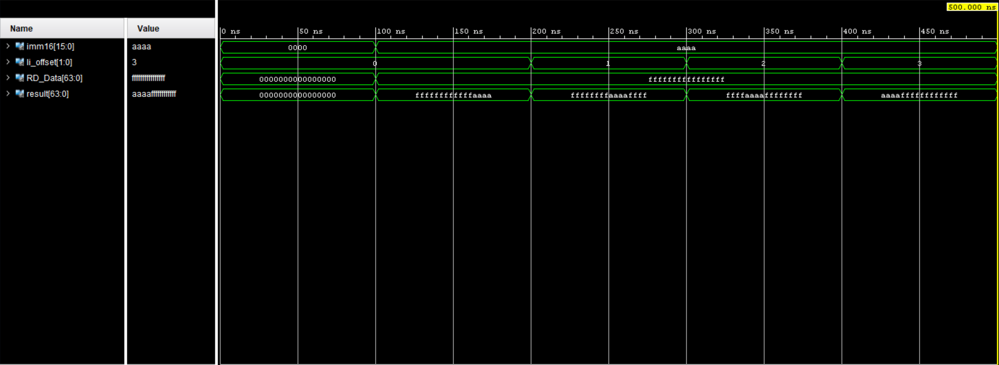 500.000 ns
Name Value
0 ns 50 ns 100 ns 150 ns 200 ns 250 ns 300 ns 350 ns 400 ns 450 ns
imm16[15:0] aaaa 0000 aaaa
li_offset[1:0] 3 0 1 2 3
RD_Data[63:0] ffffffffffffffff 0000000000000000 ffffffffffffffff
result[63:0] aaaaffffffffffff 0000000000000000 ffffffffffffaaaa ffffffffaaaaffff ffffaaaaffffffff aaaaffffffffffff